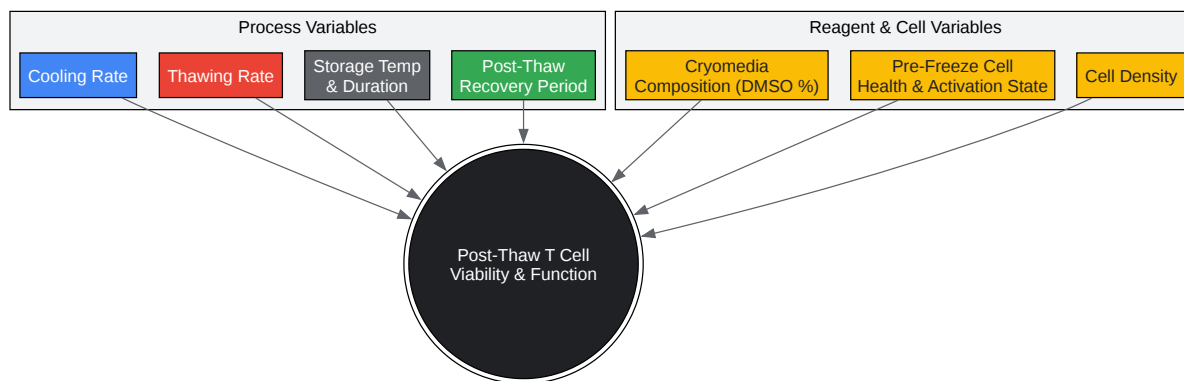 Process Variables
Reagent & Cell Variables
Cooling Rate
Thawing Rate
Storage Temp
& Duration
Post-Thaw
Recovery Period
Cryomedia
Composition (DMSO %)
Pre-Freeze Cell
Health & Activation State
Cell Density
Post-Thaw T Cell
Viability & Function